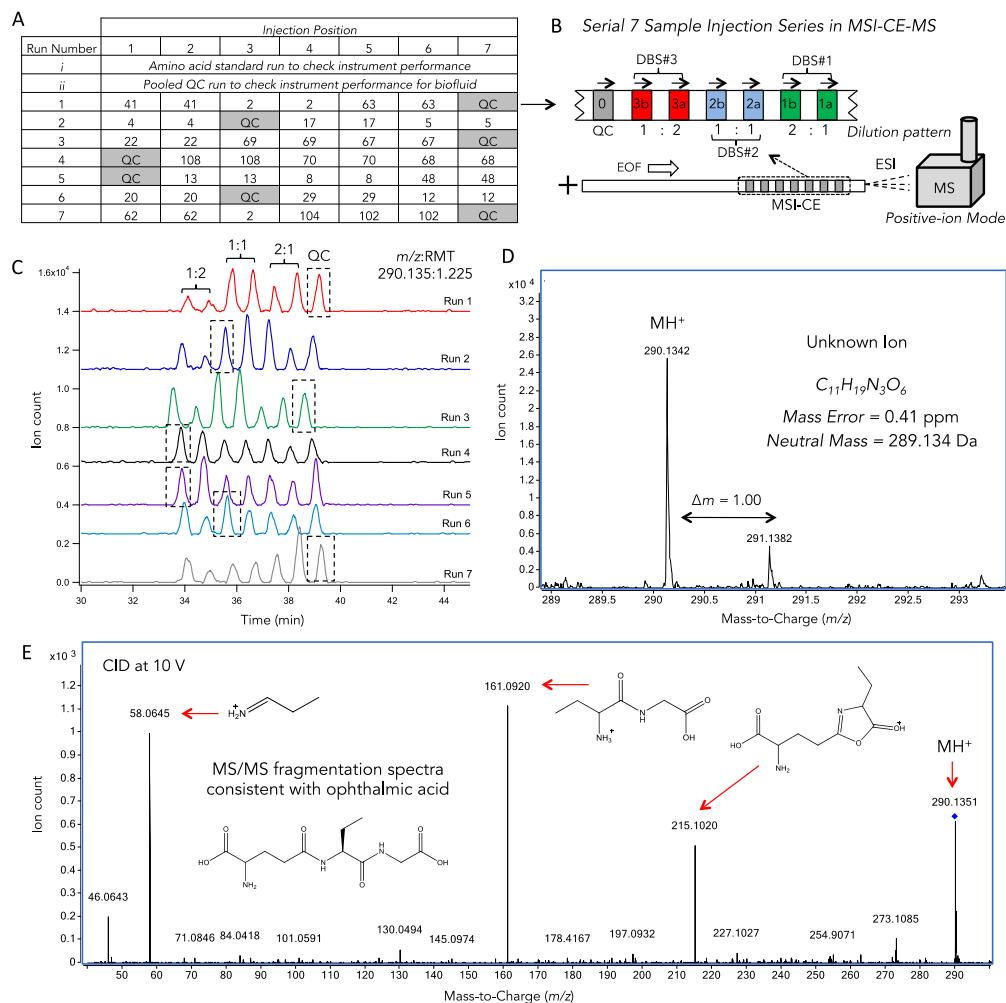 A
Injection Position
Run Number 1 2 3 4 5 6 7
i Amino acid standard run to check instrument performance
ii Pooled QC run to check instrument performance for biofluid
1 41 41 2 2 63 63 QC
2 4 4 QC 17 17 5 5
3 22 22 69 69 67 67 QC
4 QC 108 108 70 70 68 68
5 QC 13 13 8 8 48 48
6 20 20 QC 29 29 12 12
7 62 62 2 104 102 102 QC
B
Serial 7 Sample Injection Series in MSI-CE-MS
DBS#3 DBS#1
0 3b 3a 2b 2a 1b 1a
QC 1 : 2 1 : 1 2 : 1
DBS#2
Dilution pattern
EOF
ESI
+
MSI-CE
MS
Positive-ion Mode
C
m/z:RMT
290.135:1.225
1:2
1:1
2:1
QC
1.6x10⁴
1.4
1.2
1.0
0.8
0.6
0.4
0.2
0.0
Ion count
Run 1
Run 2
Run 3
Run 4
Run 5
Run 6
Run 7
30 32 34 36 38 40 42 44
Time (min)
D
x10⁴
3.2
3
2.8
2.6
2.4
2.2
2
1.8
1.6
1.4
1.2
1
0.8
0.6
0.4
0.2
0
Ion count
MH⁺
290.1342
Unknown Ion
C₁₁H₁₉N₃O₆
Mass Error = 0.41 ppm
Neutral Mass = 289.134 Da
Δm = 1.00
291.1382
289 289.5 290 290.5 291 291.5 292 292.5 293
Mass-to-Charge (m/z)
E
x10³
CID at 10 V
1.2
1.1
1
0.9
0.8
0.7
0.6
0.5
0.4
0.3
0.2
0.1
0
Ion count
58.0645
H₂N
+
161.0920
O
O
NH
NH₃
+
OH
O
HO
NH₂
N
O
OH
+
MH⁺
290.1351
215.1020
MS/MS fragmentation spectra
consistent with ophthalmic acid
O
HO
NH₂
O
NH
O
NH
O
OH
46.0643
71.0846
84.0418
101.0591
130.0494
145.0974
178.4167
197.0932
227.1027
254.9071
273.1085
50 60 70 80 90 100 110 120 130 140 150 160 170 180 190 200 210 220 230 240 250 260 270 280 290
Mass-to-Charge (m/z)